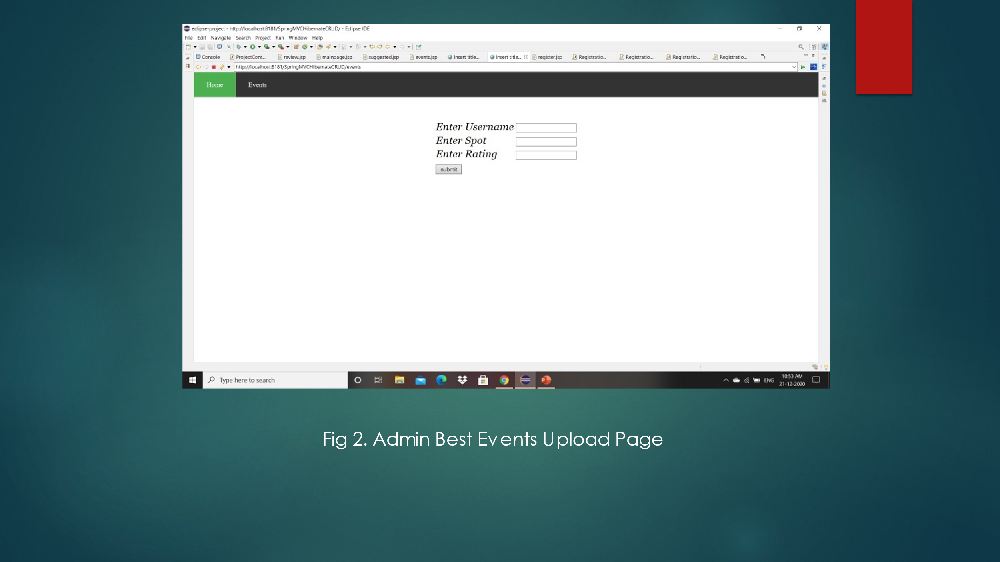 eclipse-project - http://localhost:8181/SpringMVCHibernateCRUD/ - Eclipse IDE
File Edit Navigate Search Project Run Window Help
Console ProjectCont... review.jsp mainpage.jsp suggested.jsp events.jsp Insert title... Insert title... register.jsp Registratio... Registratio... Registratio... Registratio... »5
http://localhost:8181/SpringMVCHibernateCRUD/events
Home Events
Enter Username
Enter Spot
Enter Rating
submit
Type here to search
ENG
10:53 AM
21-12-2020
Fig 2. Admin Best Events Upload Page